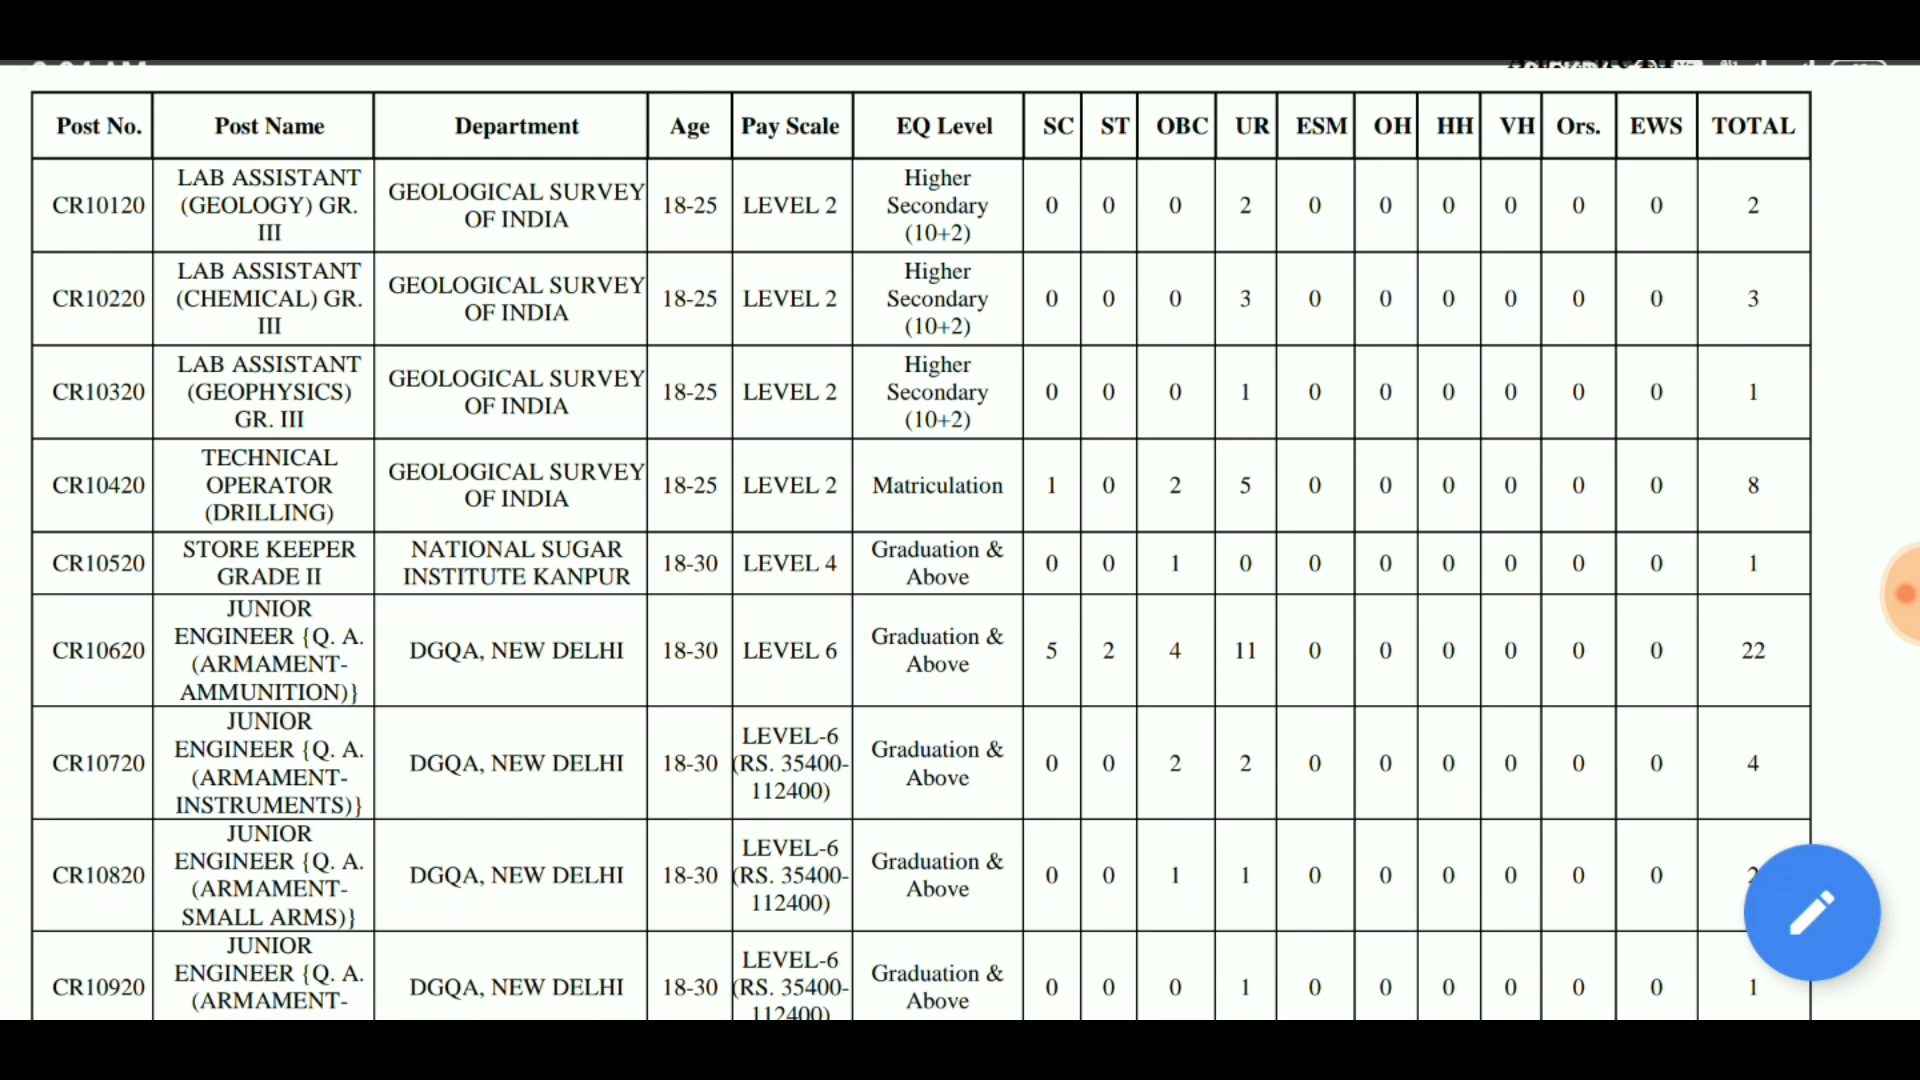 Post No. Post Name Department Age Pay Scale EQ Level SC ST OBC UR ESM OH HH VH Ors. EWS TOTAL
CR10120 LAB ASSISTANT (GEOLOGY) GR. III GEOLOGICAL SURVEY OF INDIA 18-25 LEVEL 2 Higher Secondary (10+2) 0 0 0 2 0 0 0 0 0 0 2
CR10220 LAB ASSISTANT (CHEMICAL) GR. III GEOLOGICAL SURVEY OF INDIA 18-25 LEVEL 2 Higher Secondary (10+2) 0 0 0 3 0 0 0 0 0 0 3
CR10320 LAB ASSISTANT (GEOPHYSICS) GR. III GEOLOGICAL SURVEY OF INDIA 18-25 LEVEL 2 Higher Secondary (10+2) 0 0 0 1 0 0 0 0 0 0 1
CR10420 TECHNICAL OPERATOR (DRILLING) GEOLOGICAL SURVEY OF INDIA 18-25 LEVEL 2 Matriculation 1 0 2 5 0 0 0 0 0 0 8
CR10520 STORE KEEPER GRADE II NATIONAL SUGAR INSTITUTE KANPUR 18-30 LEVEL 4 Graduation & Above 0 0 1 0 0 0 0 0 0 0 1
CR10620 JUNIOR ENGINEER {Q. A. (ARMAMENT-AMMUNITION)} DGQA, NEW DELHI 18-30 LEVEL 6 Graduation & Above 5 2 4 11 0 0 0 0 0 0 22
CR10720 JUNIOR ENGINEER {Q. A. (ARMAMENT-INSTRUMENTS)} DGQA, NEW DELHI 18-30 LEVEL-6 (RS. 35400-112400) Graduation & Above 0 0 2 2 0 0 0 0 0 0 4
CR10820 JUNIOR ENGINEER {Q. A. (ARMAMENT-SMALL ARMS)} DGQA, NEW DELHI 18-30 LEVEL-6 (RS. 35400-112400) Graduation & Above 0 0 1 1 0 0 0 0 0 0 2
CR10920 JUNIOR ENGINEER {Q. A. (ARMAMENT- DGQA, NEW DELHI 18-30 LEVEL-6 (RS. 35400-112400) Graduation & Above 0 0 0 1 0 0 0 0 0 0 1